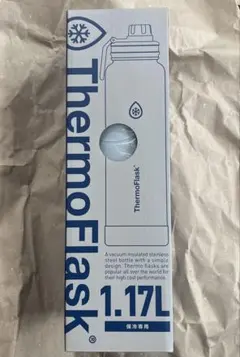 ThermoFlask®
ThermoFlask
A vacuum insulated stainless
steel bottle with a simple
design. Thermo flasks are
popular all over the world for
their high cool performance.
1.17L
保冷専用